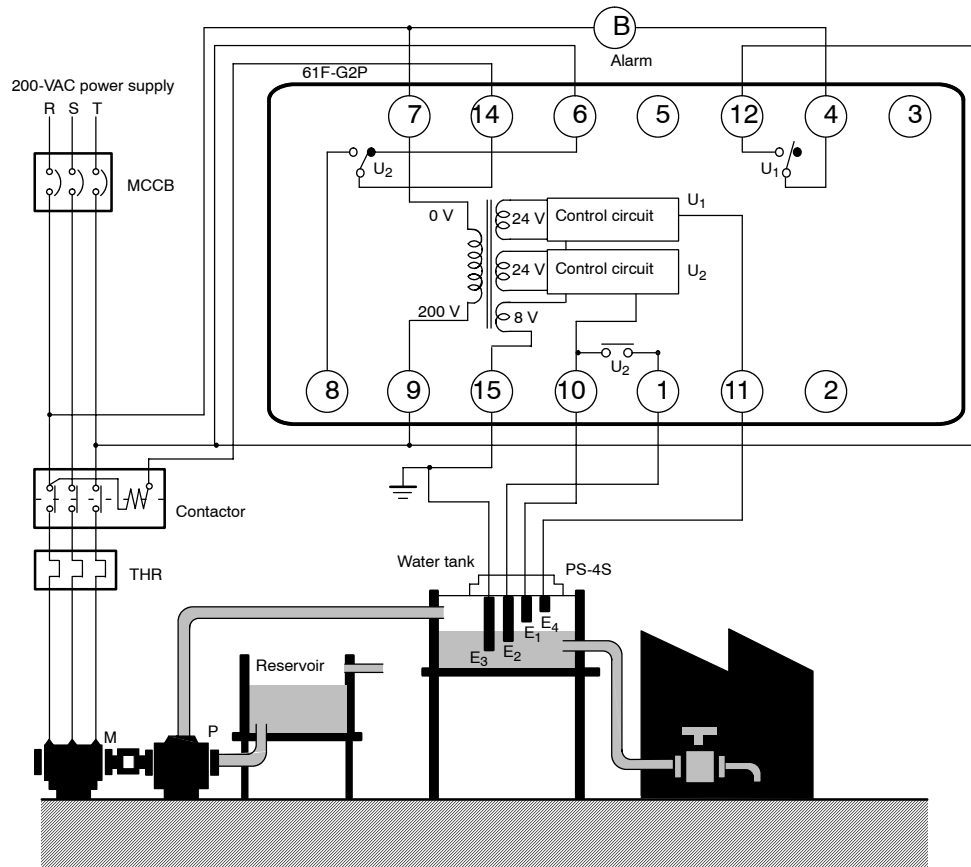 B
Alarm
200-VAC power supply
R S T
61F-G2P
7 14 6 5 12 4 3
MCCB
U2
U1
0 V
24 V
Control circuit
U1
24 V
Control circuit
U2
200 V
8 V
U2
8 9 15 10 1 11 2
Contactor
THR
Water tank
PS-4S
E3 E2 E1 E4
Reservoir
M
P